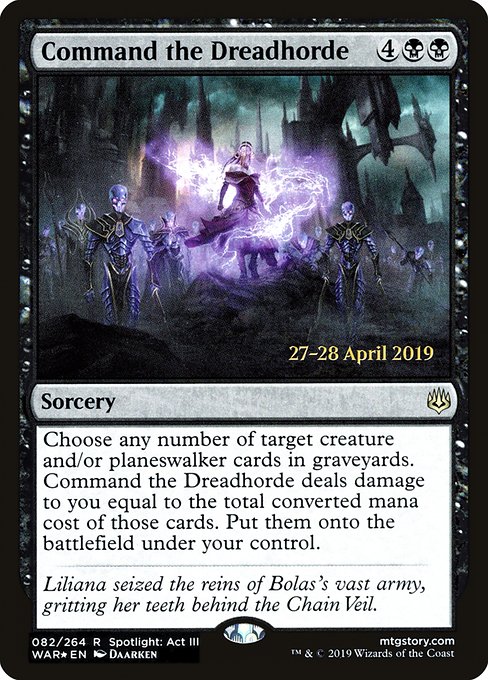 Command the Dreadhorde 4
27–28 April 2019
Sorcery
Choose any number of target creature
and/or planeswalker cards in graveyards.
Command the Dreadhorde deals damage
to you equal to the total converted mana
cost of those cards. Put them onto the
battlefield under your control.
Liliana seized the reins of Bolas's vast army,
gritting her teeth behind the Chain Veil.
082/264 R Spotlight: Act III
WAR★EN Daarken
mtgstory.com
™ & © 2019 Wizards of the Coast